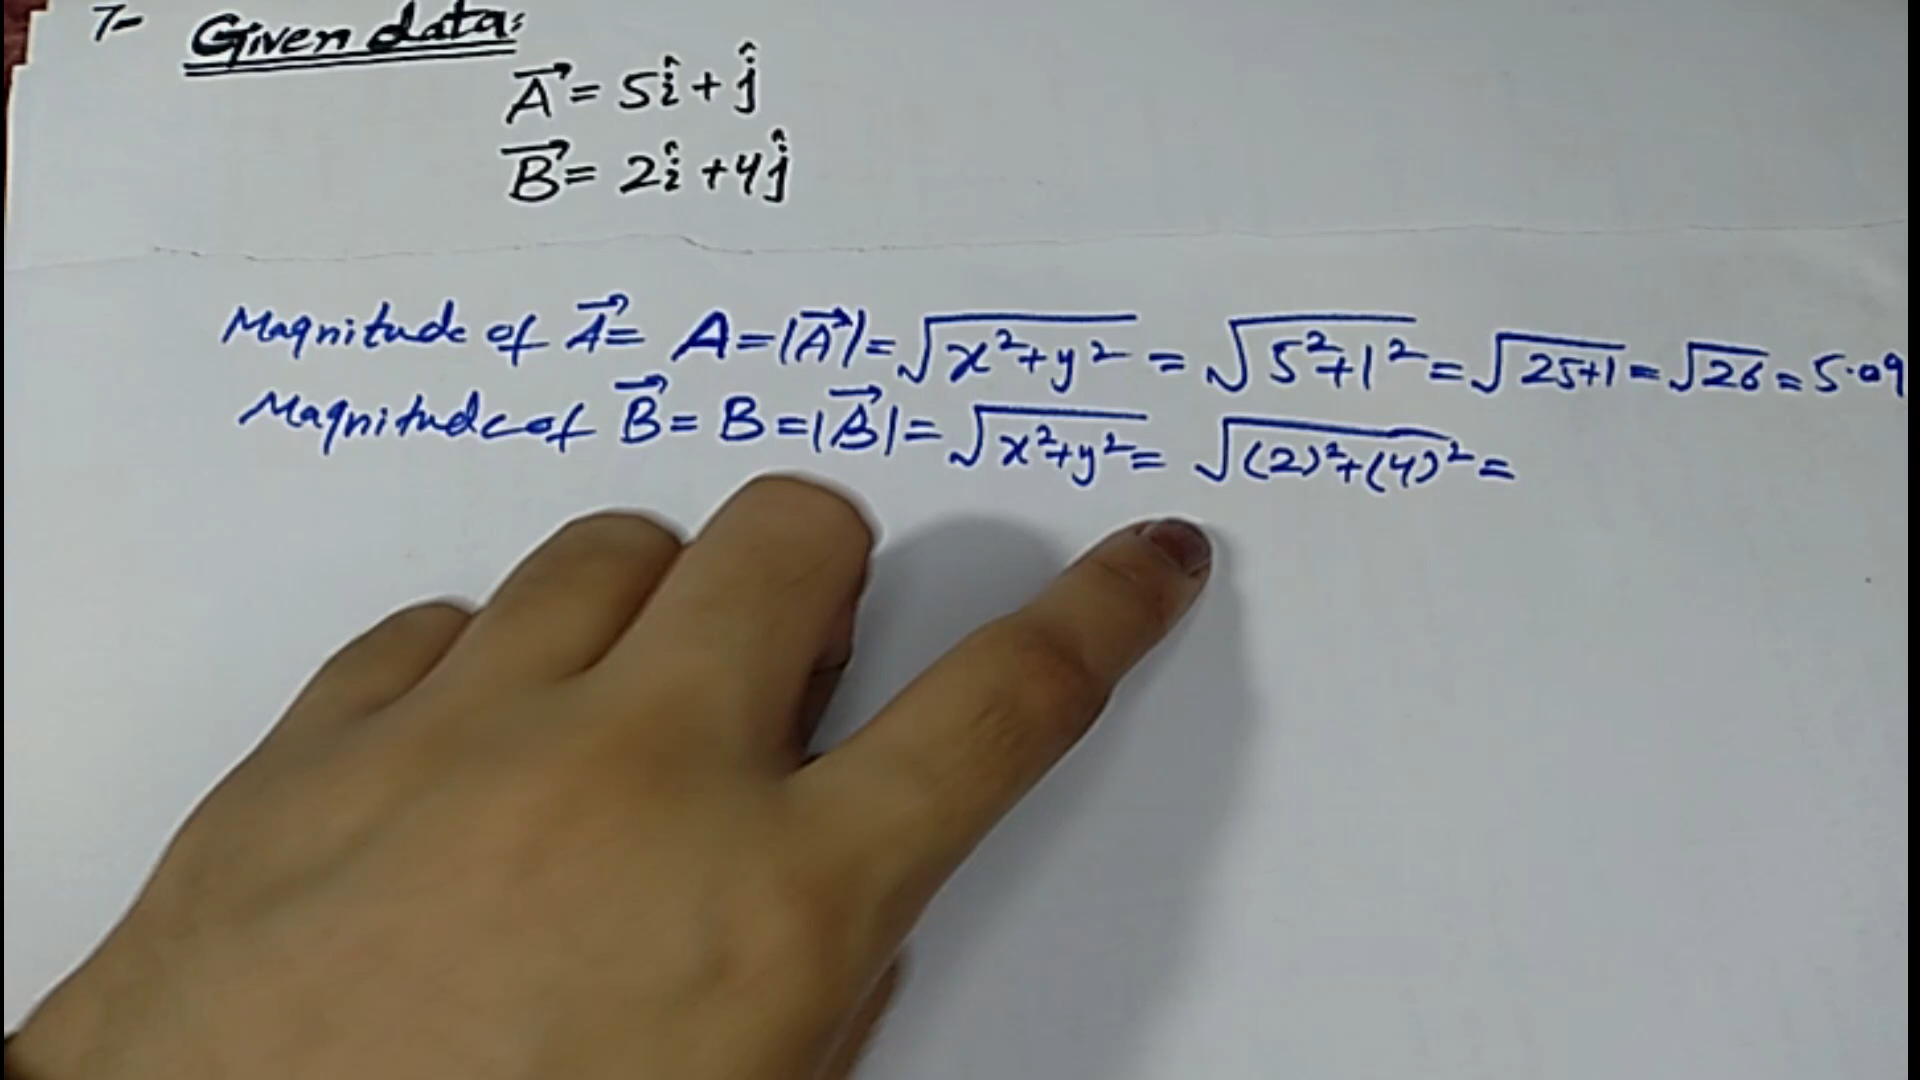 7- Given data:
A⃗ = 5î + ĵ
B⃗ = 2î + 4ĵ
Magnitude of A⃗ = A = |A⃗| = √x²+y² = √5²+1² = √25+1 = √26 = 5.09
Magnitude of B⃗ = B = |B⃗| = √x²+y² = √(2)²+(4)² =